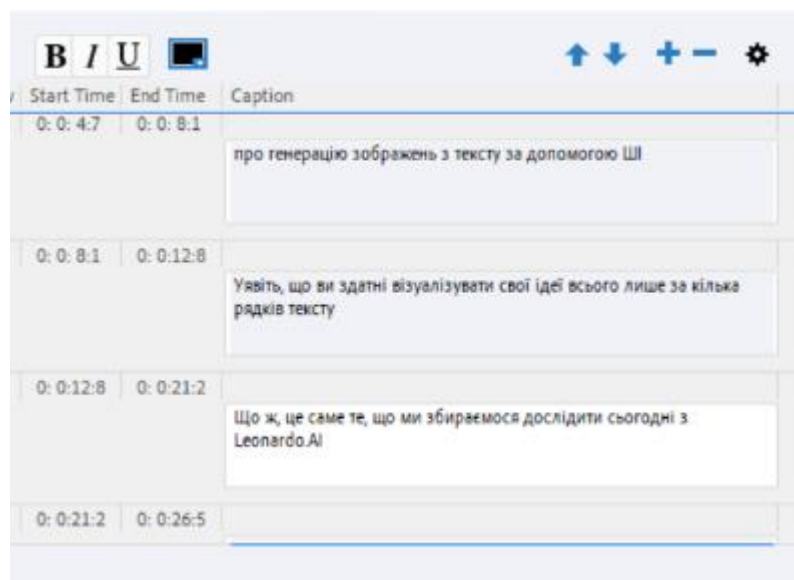 B I U
Start Time End Time Caption
0: 0: 4:7 0: 0: 8:1
про генерацію зображень з тексту за допомогою ШІ
0: 0: 8:1 0: 0:12:8
Уявіть, що ви здатні візуалізувати свої ідеї всього лише за кілька
рядків тексту
0: 0:12:8 0: 0:21:2
Що ж, це саме те, що ми збираємося дослідити сьогодні з
Leonardo.AI
0: 0:21:2 0: 0:26:5